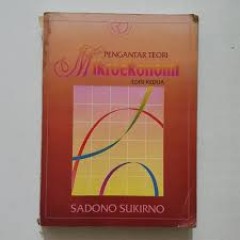 PENGANTAR TEORI
Mikroekonomi
EDISI KEDUA
SADONO SUKIRNO